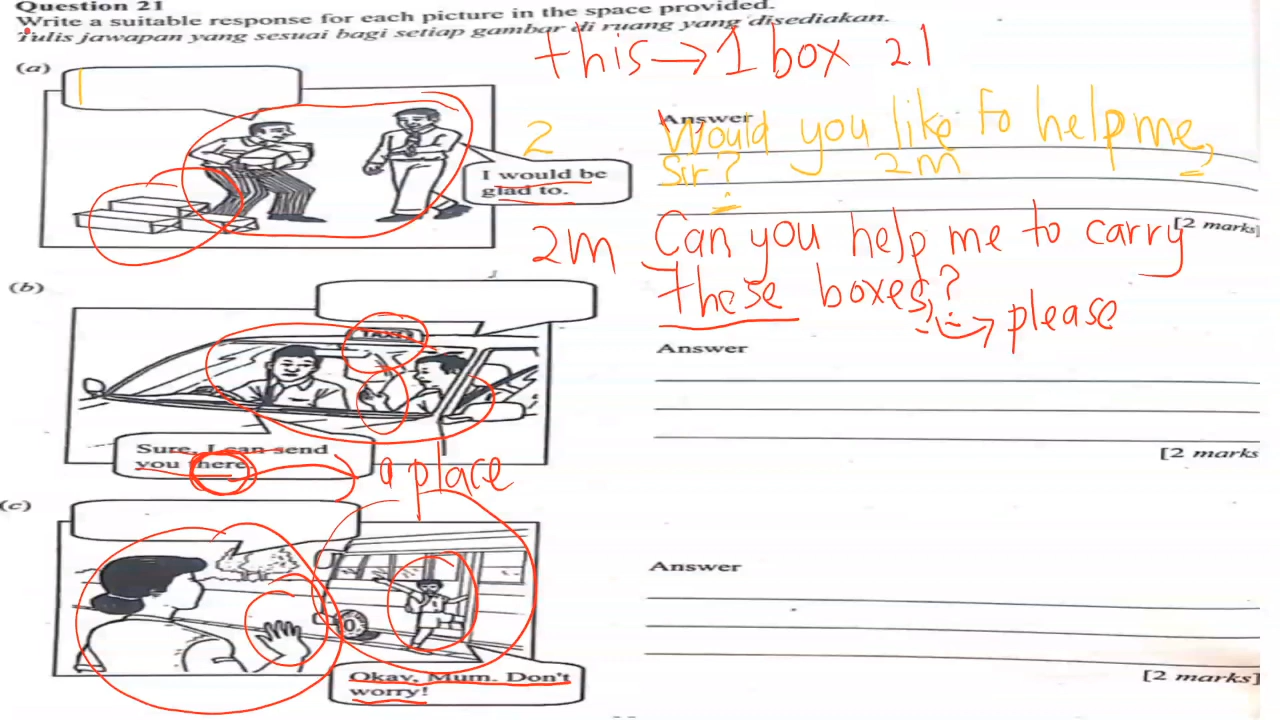 Question 21
Write a suitable response for each picture in the space provided.
Tulis jawapan yang sesuai bagi setiap gambar di ruang yang disediakan.
this → 1 box 21
(a)
Answer
Would you like to help me,
Sir? 2m 2
2
I would be
glad to.
[2 marks]
2m Can you help me to carry
these boxes, ?
→ please
(b)
TAXI
Answer
Sure, I can send
you there.
[2 marks
a place
(c)
Answer
Okay, Mum. Don't
worry!
[2 marks]